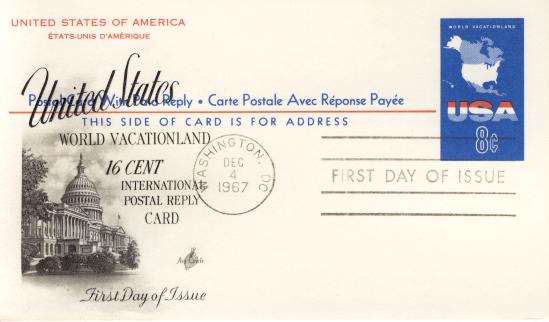 UNITED STATES OF AMERICA
ÉTATS-UNIS D'AMÉRIQUE
United States
Postal Card With Paid Reply • Carte Postale Avec Réponse Payée
THIS SIDE OF CARD IS FOR ADDRESS
WORLD VACATIONLAND
16 CENT
INTERNATIONAL
POSTAL REPLY
CARD
Art Craft
First Day of Issue
WASHINGTON, DC
DEC
4
1967
WORLD VACATIONLAND
USA
8¢
FIRST DAY OF ISSUE